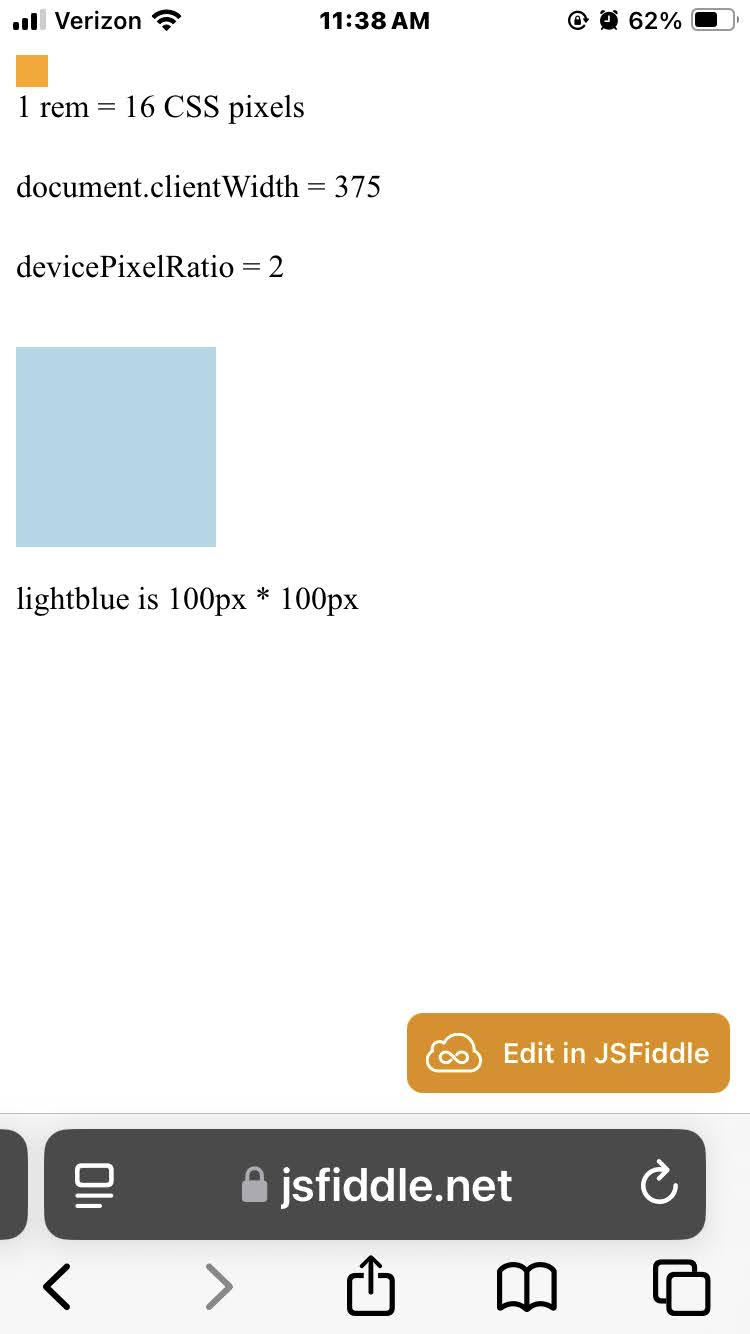 Verizon 11:38 AM 62%
1 rem = 16 CSS pixels
document.clientWidth = 375
devicePixelRatio = 2
lightblue is 100px * 100px
Edit in JSFiddle
jsfiddle.net